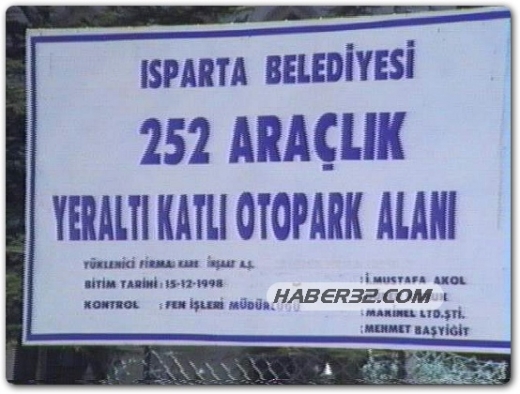 ISPARTA BELEDİYESİ
252 ARAÇLIK
YERALTI KATLI OTOPARK ALANI
YÜKLENİCİ FİRMA: KARE İNŞAAT A.Ş.
BİTİM TARİHİ :15-12-1998 :İ.MUSTAFA AKOL
HABER32.COM
KONTROL : FEN İŞLERİ MÜDÜRLÜĞÜ :MAKİNEL LTD.ŞTİ.
:MEHMET BAŞYİĞİT